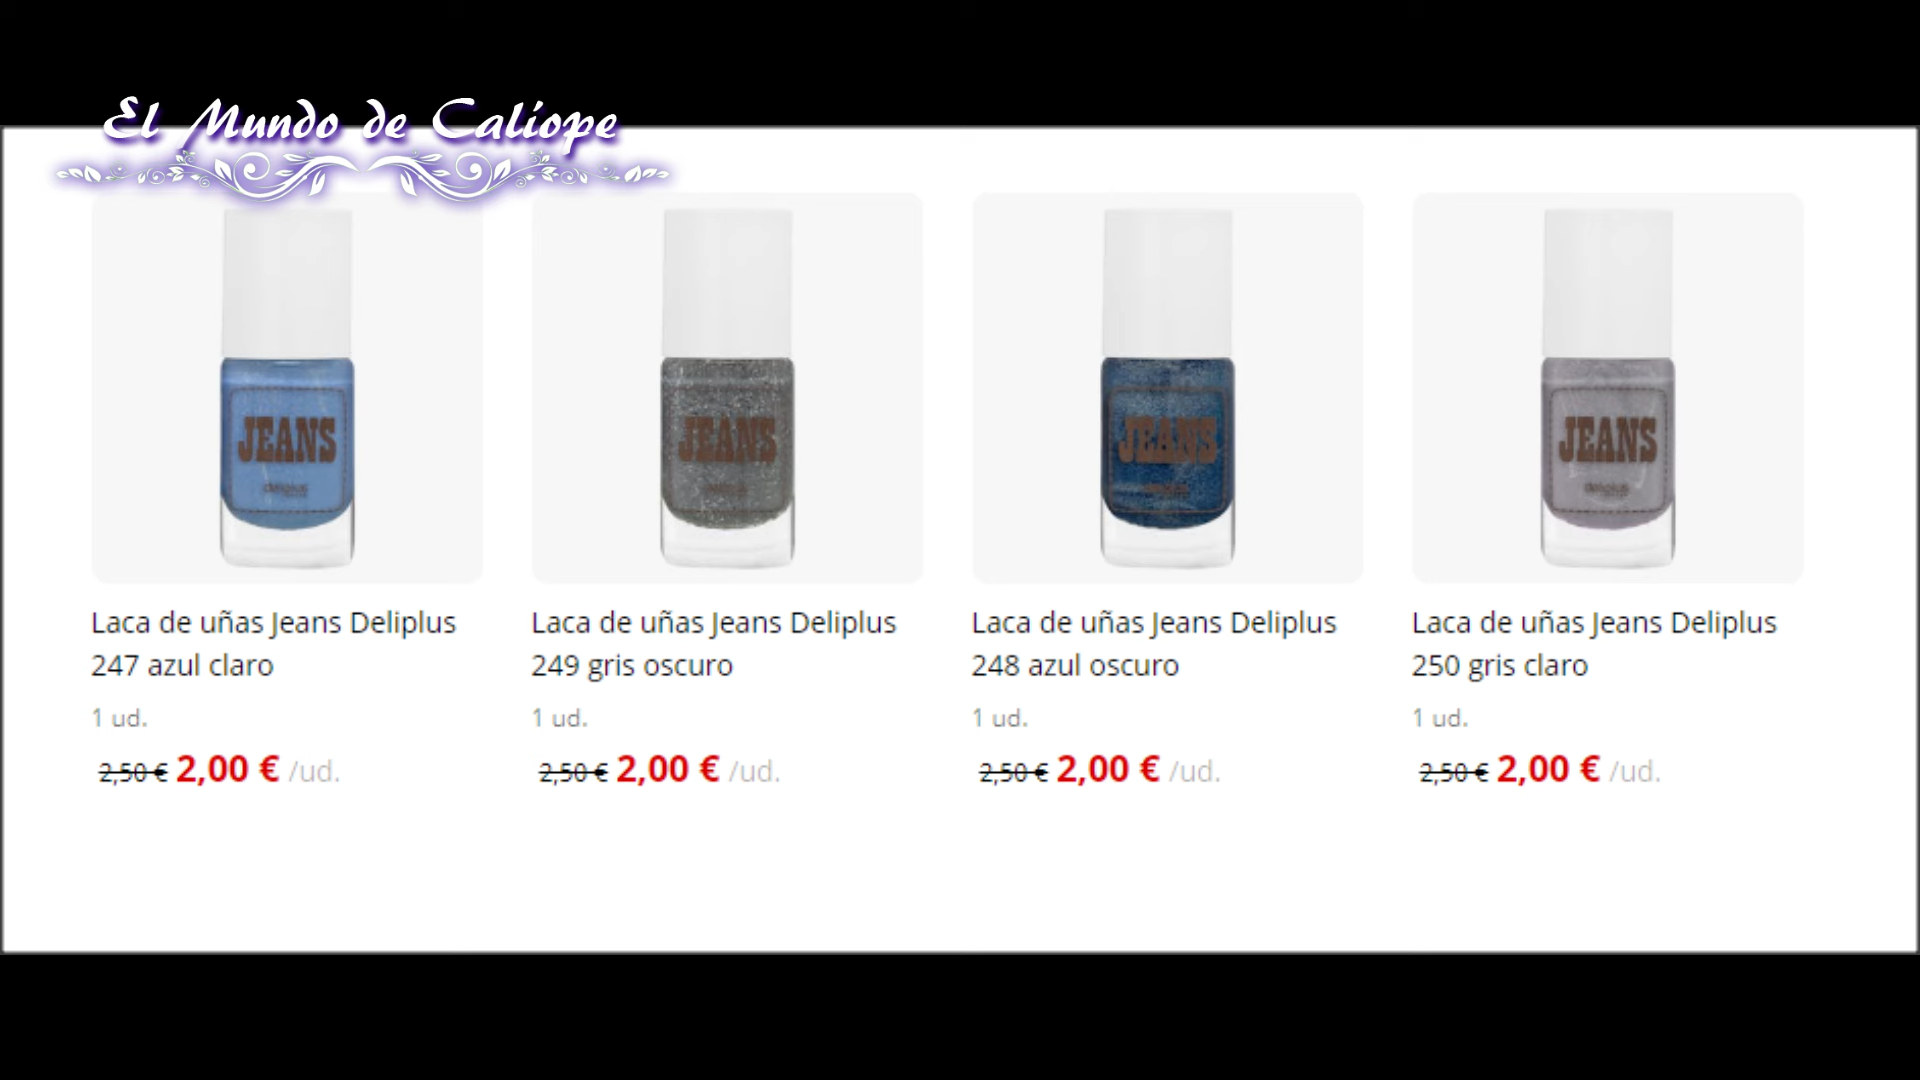 El Mundo de Calíope
JEANS
deliplus
JEANS
JEANS
JEANS
deliplus
Laca de uñas Jeans Deliplus
247 azul claro
1 ud.
2,50 € 2,00 € /ud.
Laca de uñas Jeans Deliplus
249 gris oscuro
1 ud.
2,50 € 2,00 € /ud.
Laca de uñas Jeans Deliplus
248 azul oscuro
1 ud.
2,50 € 2,00 € /ud.
Laca de uñas Jeans Deliplus
250 gris claro
1 ud.
2,50 € 2,00 € /ud.